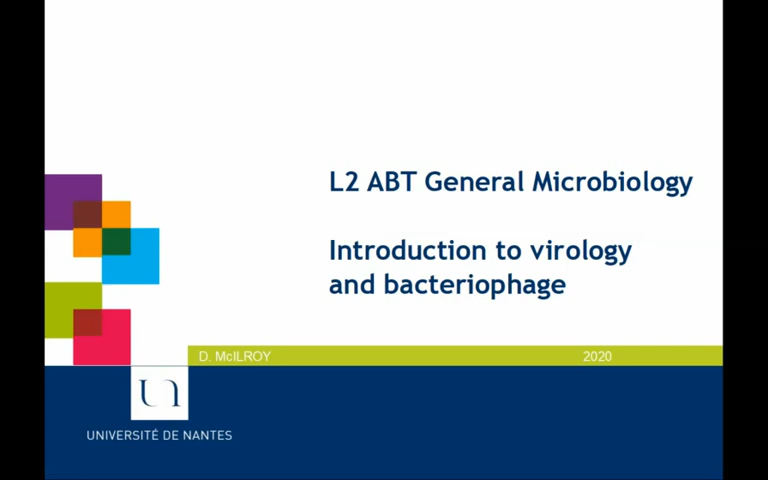 L2 ABT General Microbiology
Introduction to virology
and bacteriophage
D. McILROY 2020
UNIVERSITÉ DE NANTES